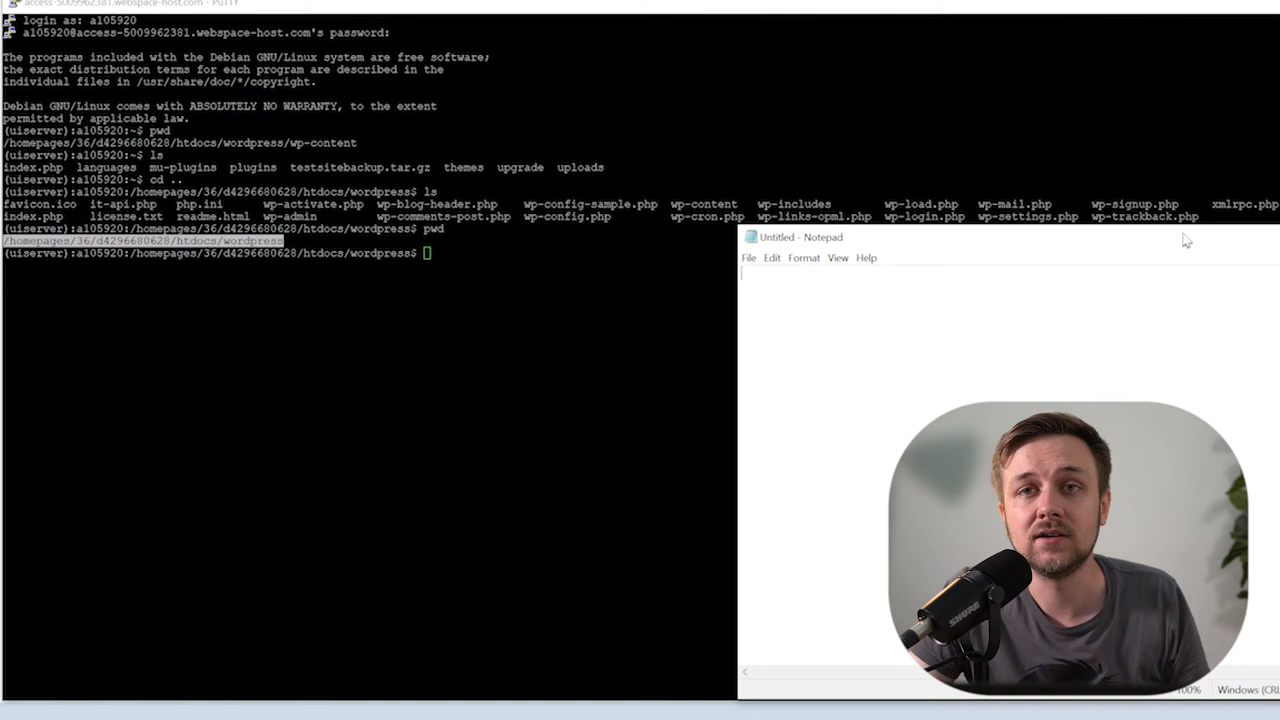 access-5009962381.webspace-host.com - PuTTY
login as: a105920
a105920@access-5009962381.webspace-host.com's password:
The programs included with the Debian GNU/Linux system are free software;
the exact distribution terms for each program are described in the
individual files in /usr/share/doc/*/copyright.
Debian GNU/Linux comes with ABSOLUTELY NO WARRANTY, to the extent
permitted by applicable law.
(uiserver):a105920:~$ pwd
/homepages/36/d4296680628/htdocs/wordpress/wp-content
(uiserver):a105920:~$ ls
index.php languages mu-plugins plugins testsitebackup.tar.gz themes upgrade uploads
(uiserver):a105920:~$ cd ..
(uiserver):a105920:/homepages/36/d4296680628/htdocs/wordpress$ ls
favicon.ico it-api.php php.ini wp-activate.php wp-blog-header.php wp-config-sample.php wp-content wp-includes wp-load.php wp-mail.php wp-signup.php xmlrpc.php
index.php license.txt readme.html wp-admin wp-comments-post.php wp-config.php wp-cron.php wp-links-opml.php wp-login.php wp-settings.php wp-trackback.php
(uiserver):a105920:/homepages/36/d4296680628/htdocs/wordpress$ pwd
/homepages/36/d4296680628/htdocs/wordpress
(uiserver):a105920:/homepages/36/d4296680628/htdocs/wordpress$
Untitled - Notepad
File Edit Format View Help
SHURE
100% Windows (CRL